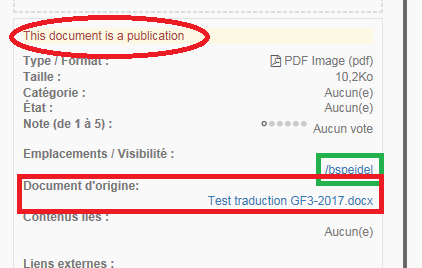 This document is a publication
Type / Format : PDF Image (pdf)
Taille : 10,2Ko
Catégorie : Aucun(e)
État : Aucun(e)
Note (de 1 à 5) : Aucun vote
Emplacements / Visibilité :
/bspeidel
Document d'origine:
Test traduction GF3-2017.docx
Contenus liés :
Aucun(e)
Liens externes :